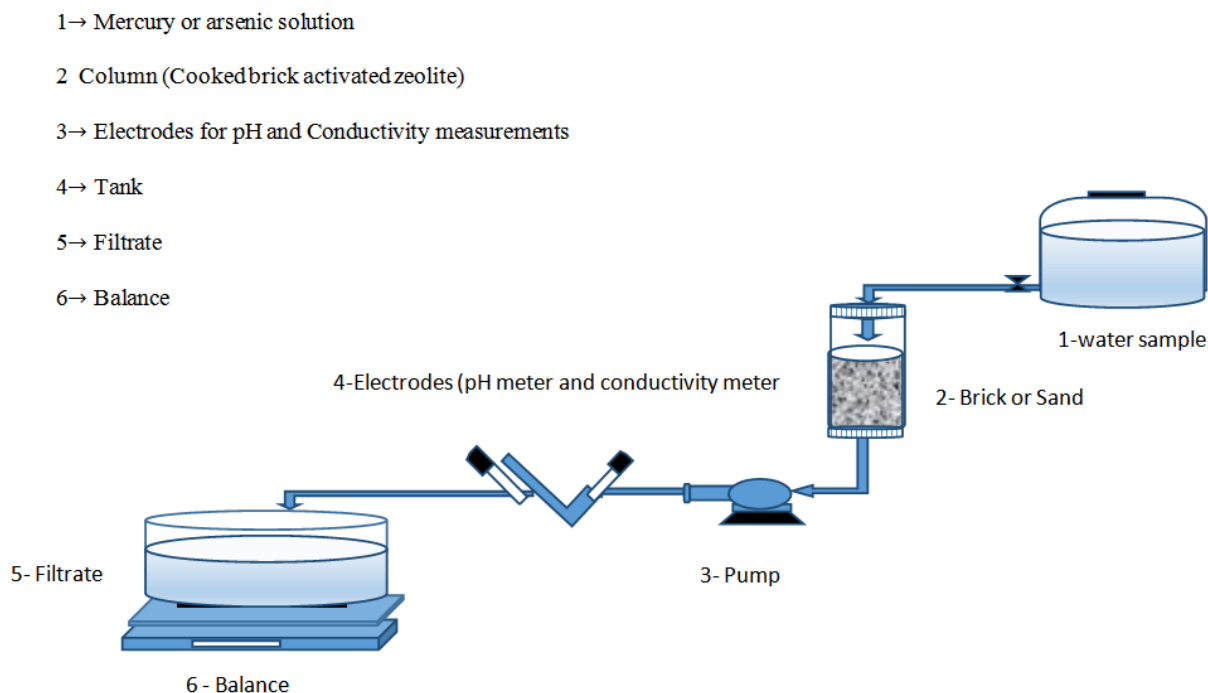 1→ Mercury or arsenic solution
2 Column (Cooked brick activated zeolite)
3→ Electrodes for pH and Conductivity measurements
4→ Tank
5→ Filtrate
6→ Balance
1-water sample
4-Electrodes (pH meter and conductivity meter
2- Brick or Sand
5- Filtrate
3- Pump
6 - Balance